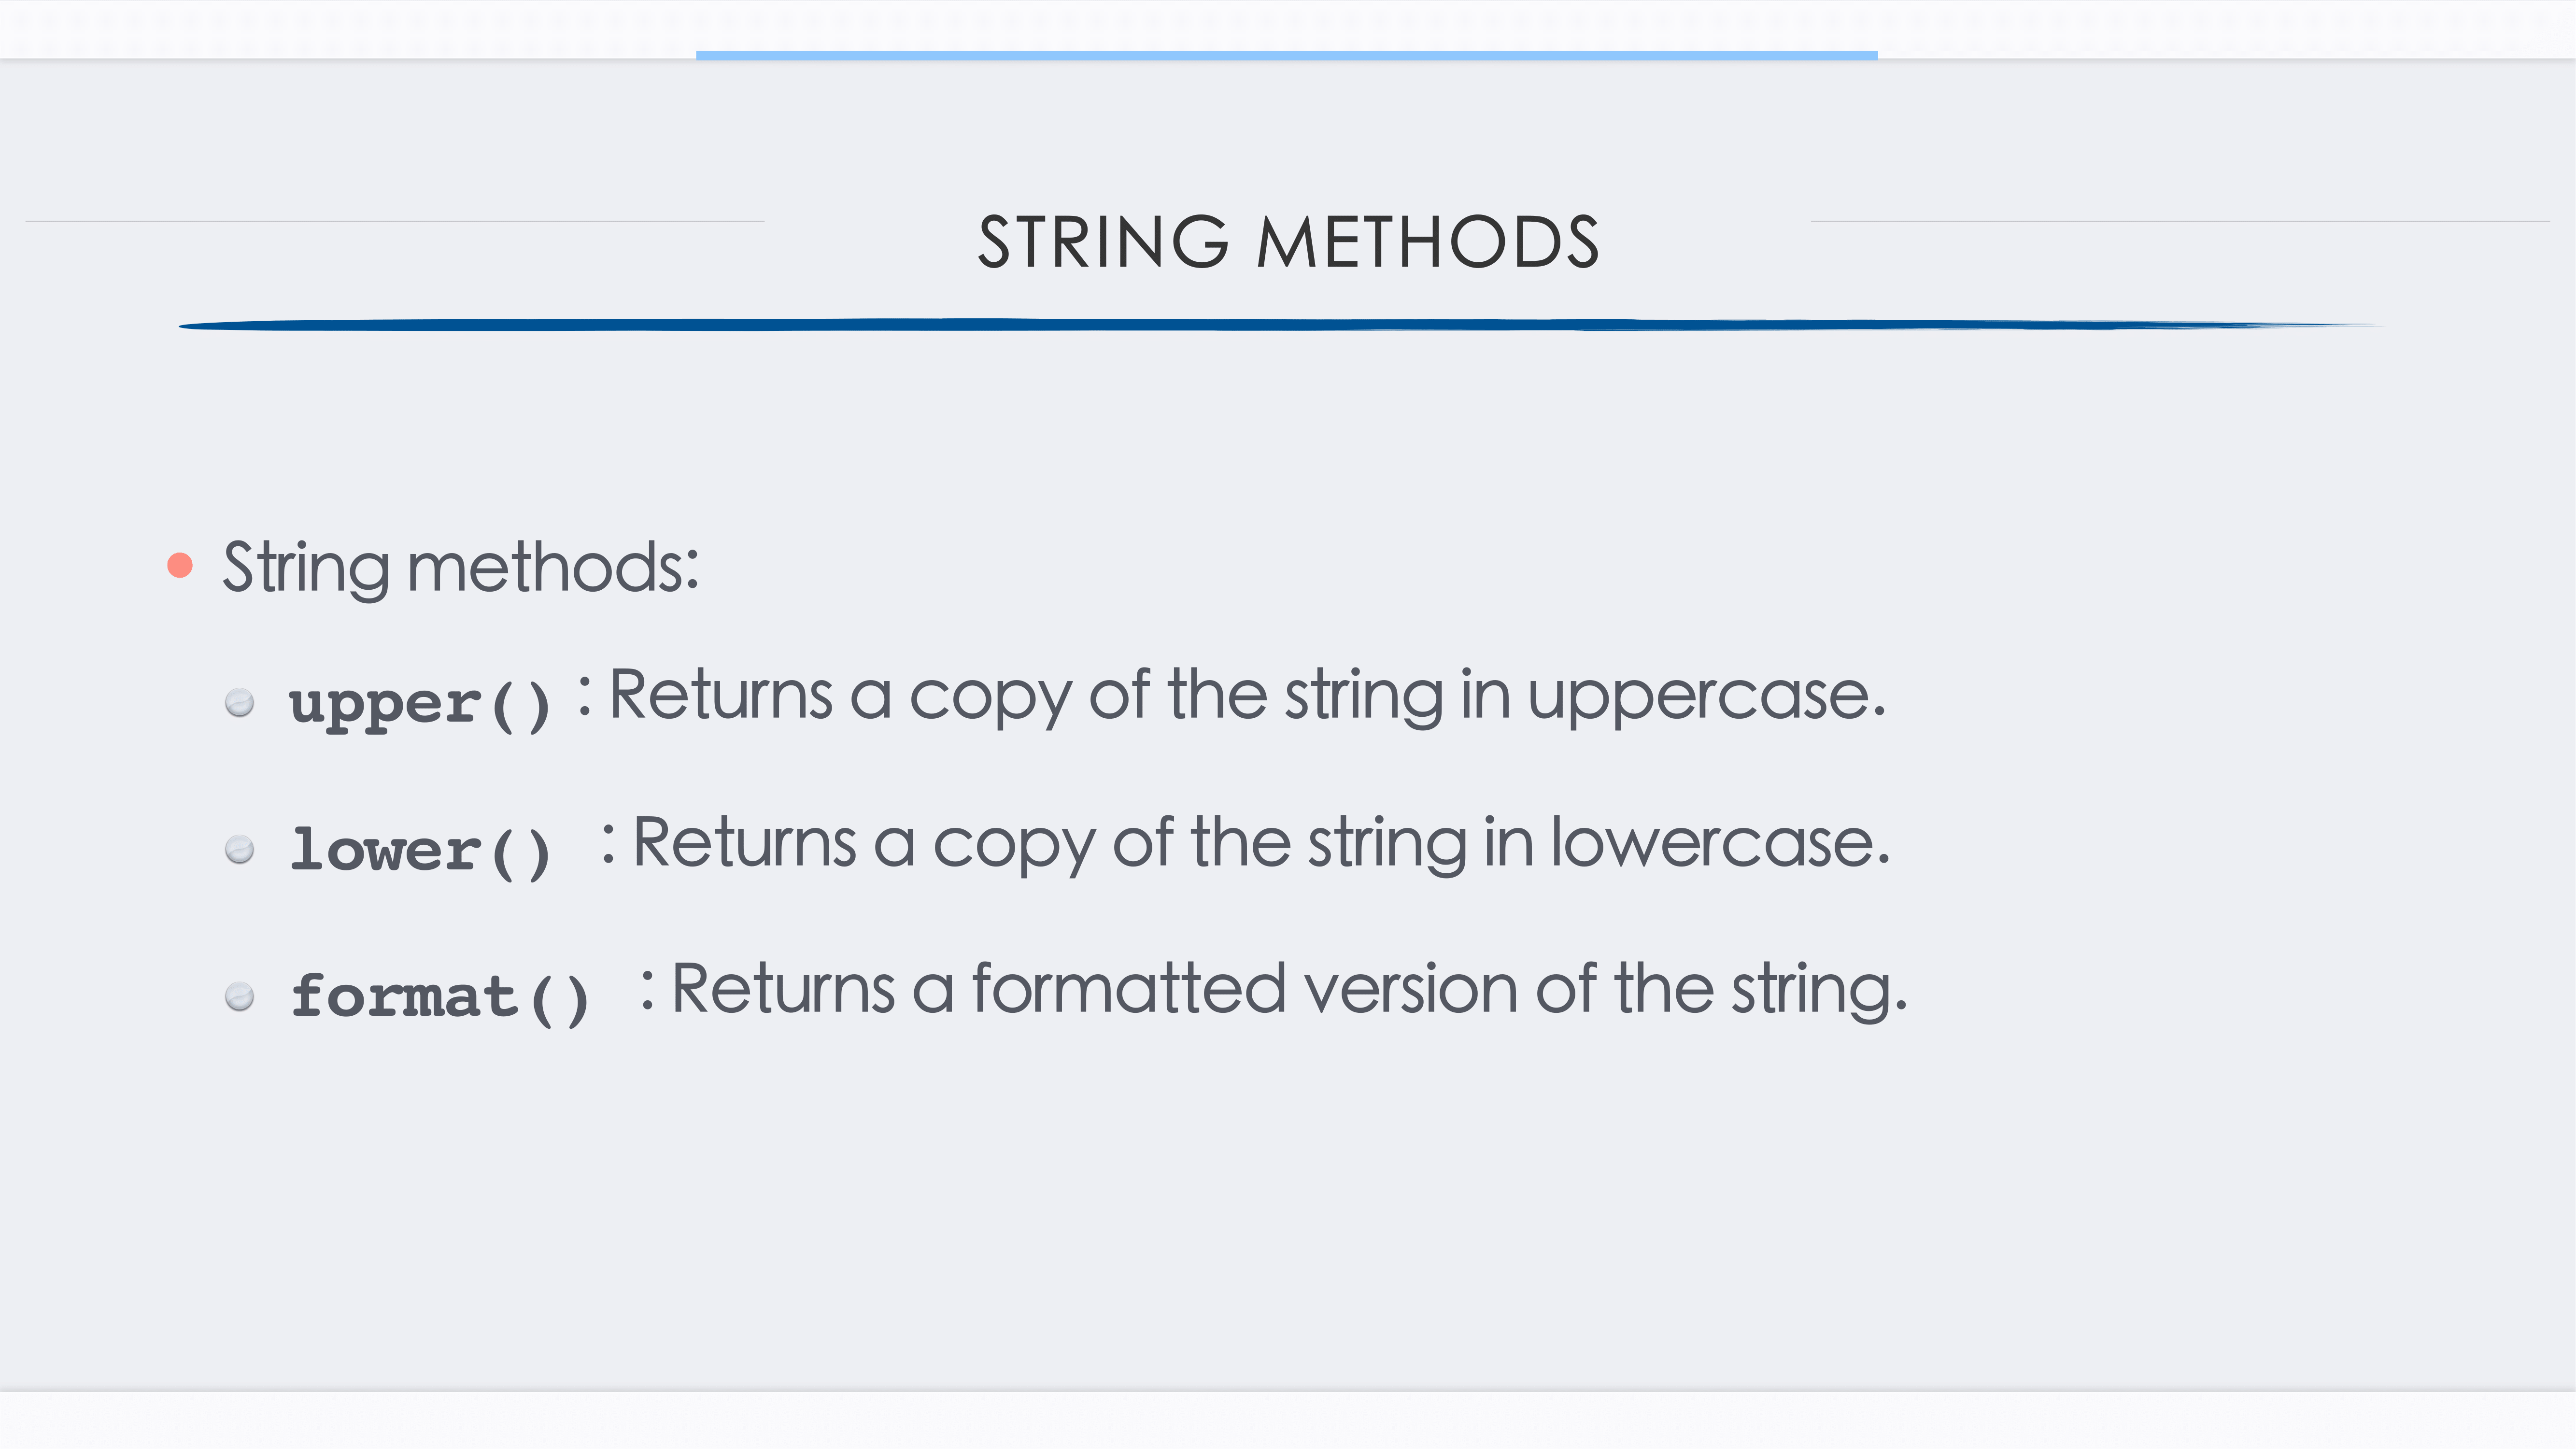 STRING METHODS
String methods:
upper() : Returns a copy of the string in uppercase.
lower() : Returns a copy of the string in lowercase.
format() : Returns a formatted version of the string.